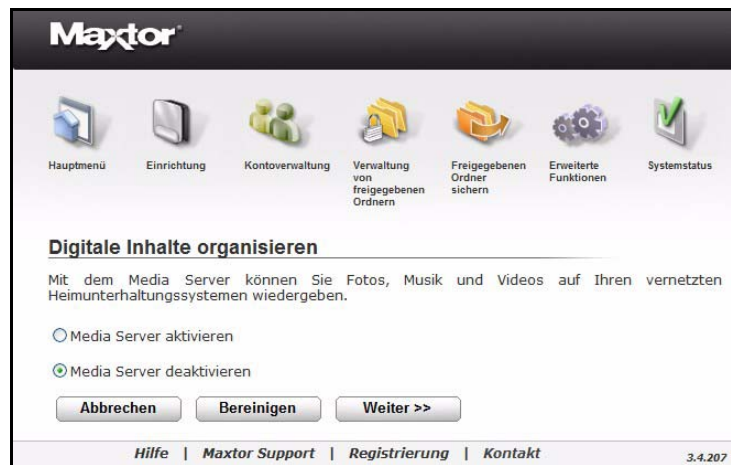 Maxtor
Hauptmenü
Einrichtung
Kontoverwaltung
Verwaltung
von
freigegebenen
Ordnern
Freigegebenen
Ordner
sichern
Erweiterte
Funktionen
Systemstatus
Digitale Inhalte organisieren
Mit dem Media Server können Sie Fotos, Musik und Videos auf Ihren vernetzten
Heimunterhaltungssystemen wiedergeben.
Media Server aktivieren
Media Server deaktivieren
Abbrechen Bereinigen Weiter >>
Hilfe | Maxtor Support | Registrierung | Kontakt 3.4.207